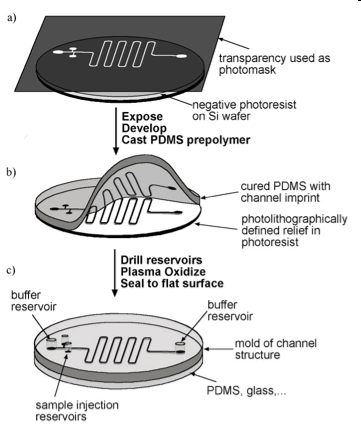 a)
transparency used as
photomask
negative photoresist
on Si wafer
Expose
Develop
Cast PDMS prepolymer
b)
cured PDMS with
channel imprint
photolithographically
defined relief in
photoresist
Drill reservoirs
Plasma Oxidize
Seal to flat surface
c)
buffer
reservoir
buffer
reservoir
mold of channel
structure
PDMS, glass,...
sample injection
reservoirs